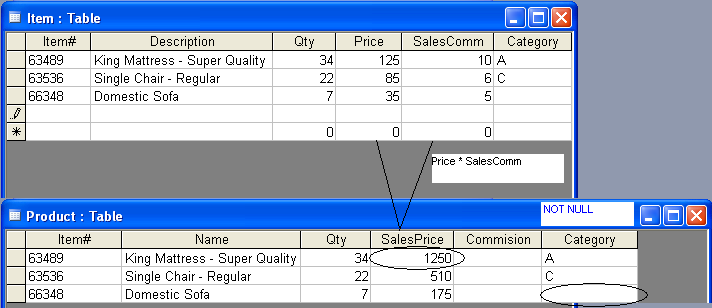 Item : Table
Item# Description Qty Price SalesComm Category
63489 King Mattress - Super Quality 34 125 10 A
63536 Single Chair - Regular 22 85 6 C
66348 Domestic Sofa 7 35 5
0 0 0
Price * SalesComm
NOT NULL
Product : Table
Item# Name Qty SalesPrice Commision Category
63489 King Mattress - Super Quality 34 1250 A
63536 Single Chair - Regular 22 510 C
66348 Domestic Sofa 7 175